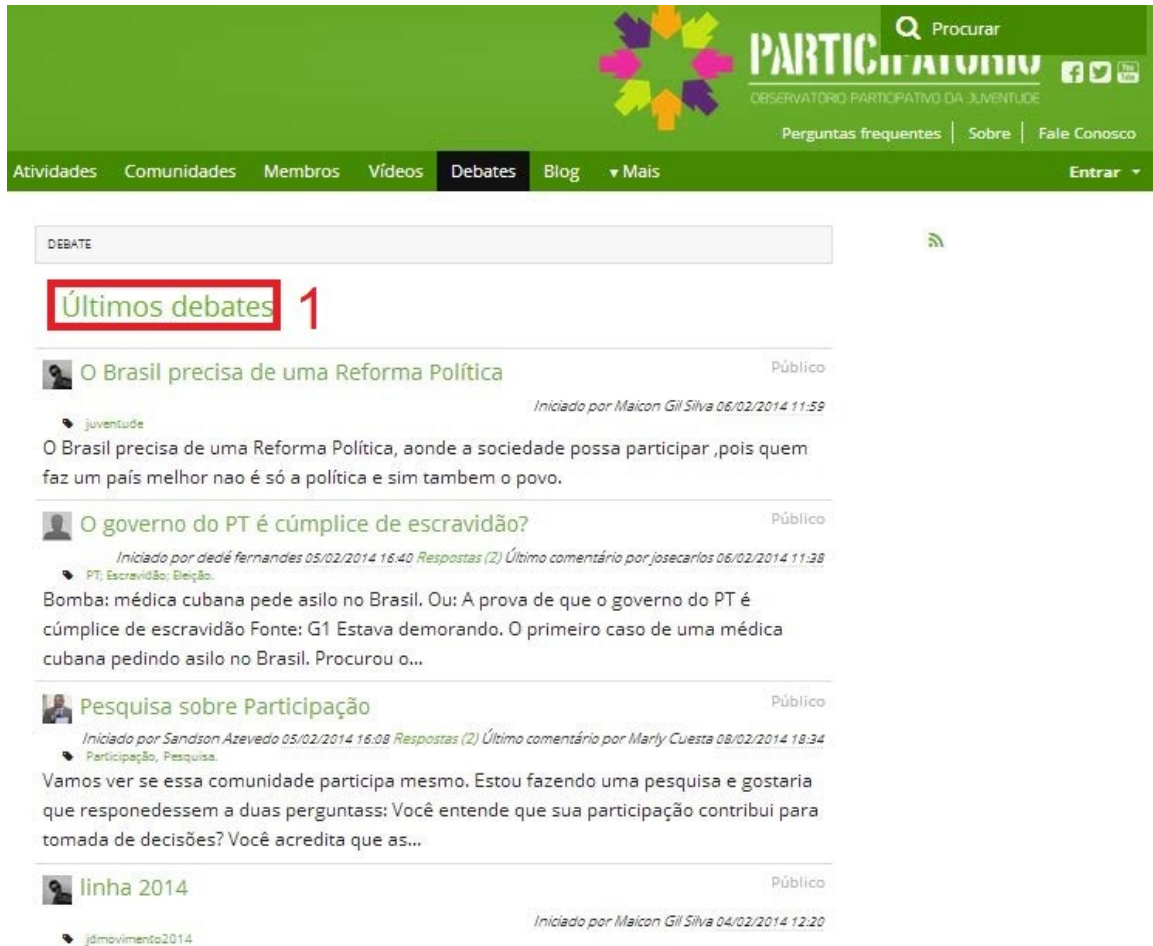 Procurar
PARTICIPATÓRIO
OBSERVATÓRIO PARTICIPATIVO DA JUVENTUDE
You Tube
Perguntas frequentes | Sobre | Fale Conosco
Atividades Comunidades Membros Vídeos Debates Blog ▾ Mais Entrar
DEBATE
Últimos debates 1
O Brasil precisa de uma Reforma Política Público
Iniciado por Maicon Gil Silva 06/02/2014 11:59
juventude
O Brasil precisa de uma Reforma Política, aonde a sociedade possa participar ,pois quem
faz um país melhor nao é só a política e sim tambem o povo.
O governo do PT é cúmplice de escravidão? Público
Iniciado por dedé fernandes 05/02/2014 16:40 Respostas (2) Último comentário por josecarlos 06/02/2014 11:38
PT; Escravidão; Eleição.
Bomba: médica cubana pede asilo no Brasil. Ou: A prova de que o governo do PT é
cúmplice de escravidão Fonte: G1 Estava demorando. O primeiro caso de uma médica
cubana pedindo asilo no Brasil. Procurou o...
Pesquisa sobre Participação Público
Iniciado por Sandson Azevedo 05/02/2014 16:08 Respostas (2) Último comentário por Marly Cuesta 08/02/2014 18:34
Participação, Pesquisa.
Vamos ver se essa comunidade participa mesmo. Estou fazendo uma pesquisa e gostaria
que responedessem a duas perguntass: Você entende que sua participação contribui para
tomada de decisões? Você acredita que as...
linha 2014 Público
Iniciado por Maicon Gil Silva 04/02/2014 12:20
jdmovimento2014